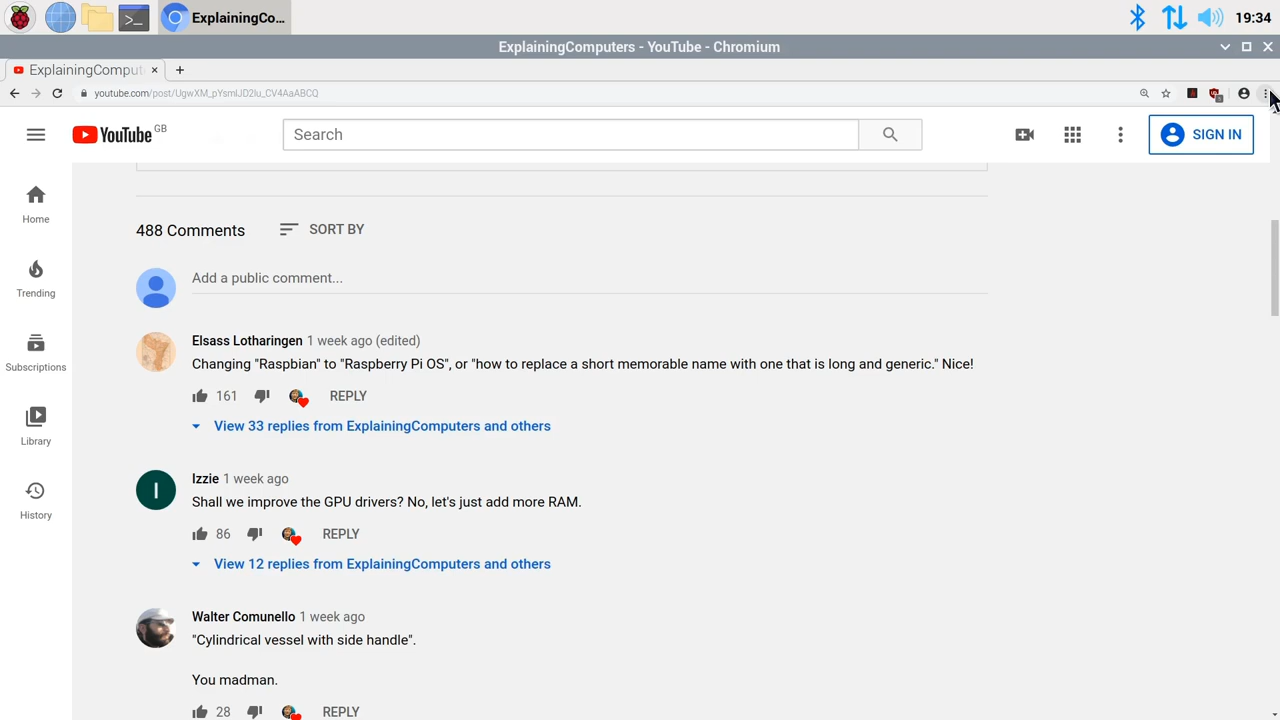 ExplainingCo...
19:34
ExplainingComputers - YouTube - Chromium
ExplainingComput
youtube.com/post/UgwXM_pYsmIJD2Iu_CV4AaABCQ
YouTube GB
Search
SIGN IN
Home
Trending
Subscriptions
Library
History
488 Comments
SORT BY
Add a public comment...
Elsass Lotharingen 1 week ago (edited)
Changing "Raspbian" to "Raspberry Pi OS", or "how to replace a short memorable name with one that is long and generic." Nice!
161 REPLY
View 33 replies from ExplainingComputers and others
I
Izzie 1 week ago
Shall we improve the GPU drivers? No, let's just add more RAM.
86 REPLY
View 12 replies from ExplainingComputers and others
Walter Comunello 1 week ago
"Cylindrical vessel with side handle".
You madman.
28 REPLY